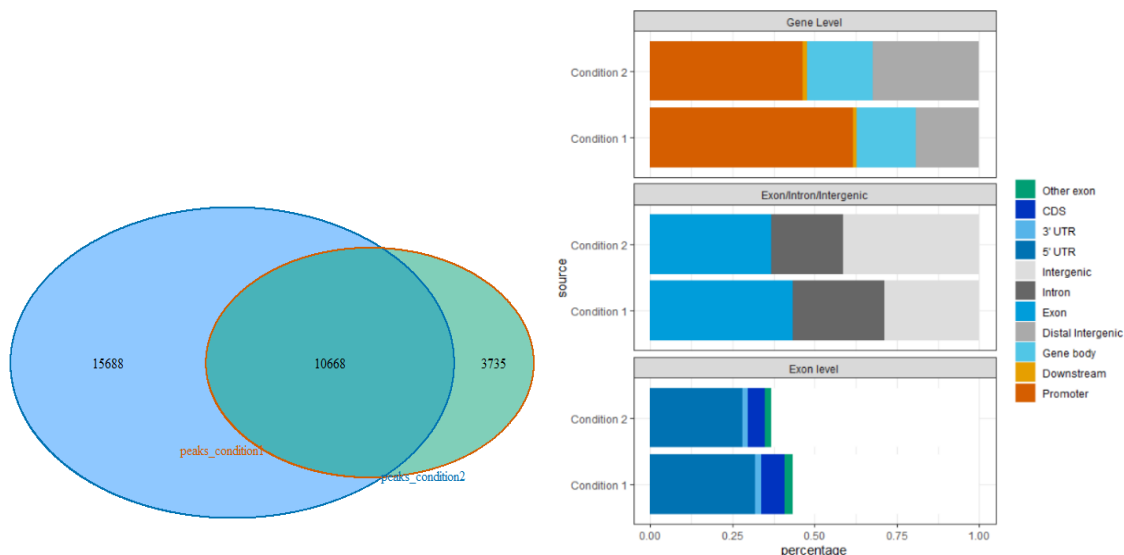 15688
10668
3735
peaks_condition1
peaks_condition2
Gene Level
Condition 2
Condition 1
Exon/Intron/Intergenic
Condition 2
Condition 1
source
Exon level
Condition 2
Condition 1
0.00
0.25
0.50
0.75
1.00
percentage
Other exon
CDS
3' UTR
5' UTR
Intergenic
Intron
Exon
Distal Intergenic
Gene body
Downstream
Promoter